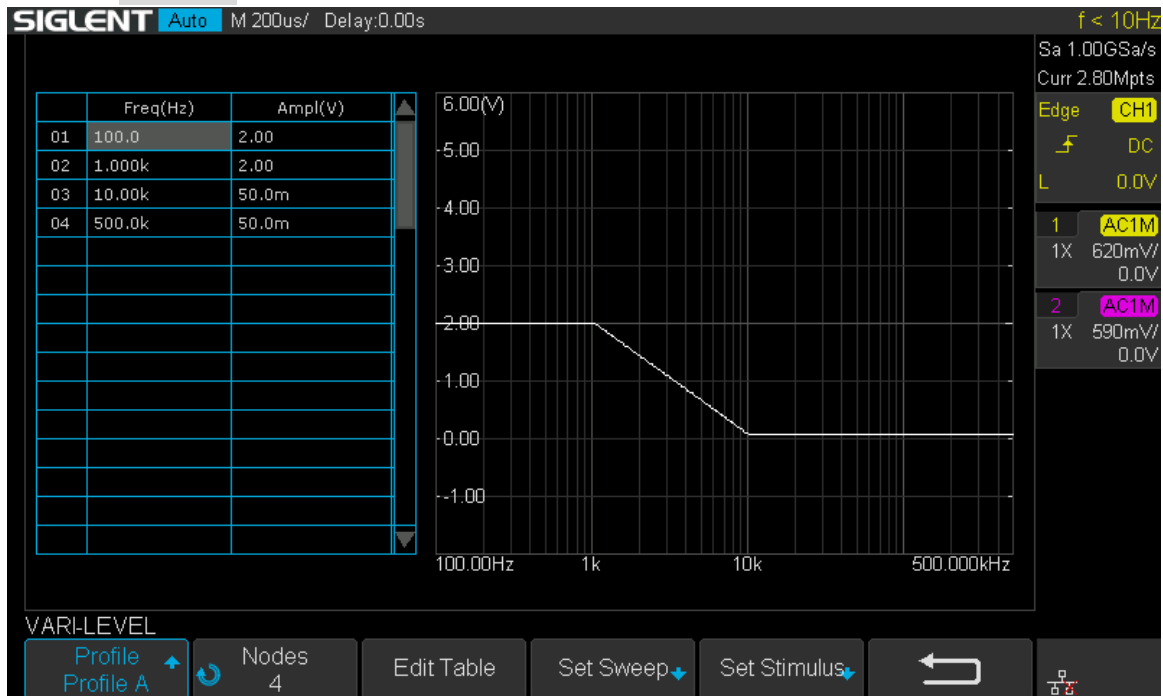 SIGLENT Auto M 200us/ Delay:0.00s f < 10Hz
Sa 1.00GSa/s
Curr 2.80Mpts
Edge CH1
DC
L 0.0V
1 AC1M
1X 620mV/
0.0V
2 AC1M
1X 590mV/
0.0V
Freq(Hz) Ampl(V)
01 100.0 2.00
02 1.000k 2.00
03 10.00k 50.0m
04 500.0k 50.0m
6.00(V)
5.00
4.00
3.00
2.00
1.00
0.00
-1.00
100.00Hz 1k 10k 500.000kHz
VARI-LEVEL
Profile
Profile A
Nodes
4
Edit Table
Set Sweep
Set Stimulus